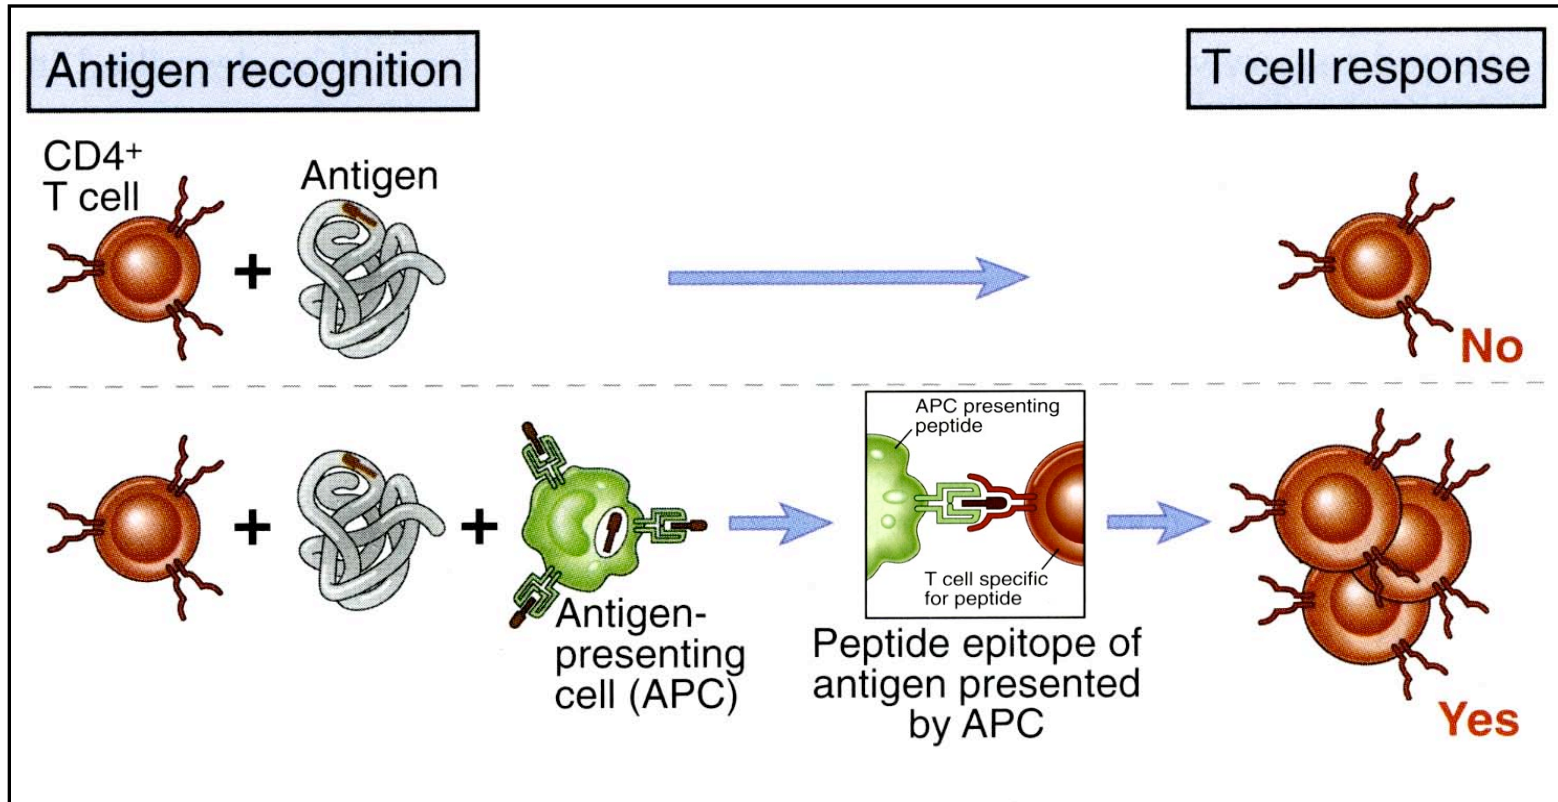 Antigen recognition
T cell response
CD4+
T cell
Antigen
+
No
+
+
Antigen-
presenting
cell (APC)
APC presenting
peptide
T cell specific
for peptide
Peptide epitope of
antigen presented
by APC
Yes